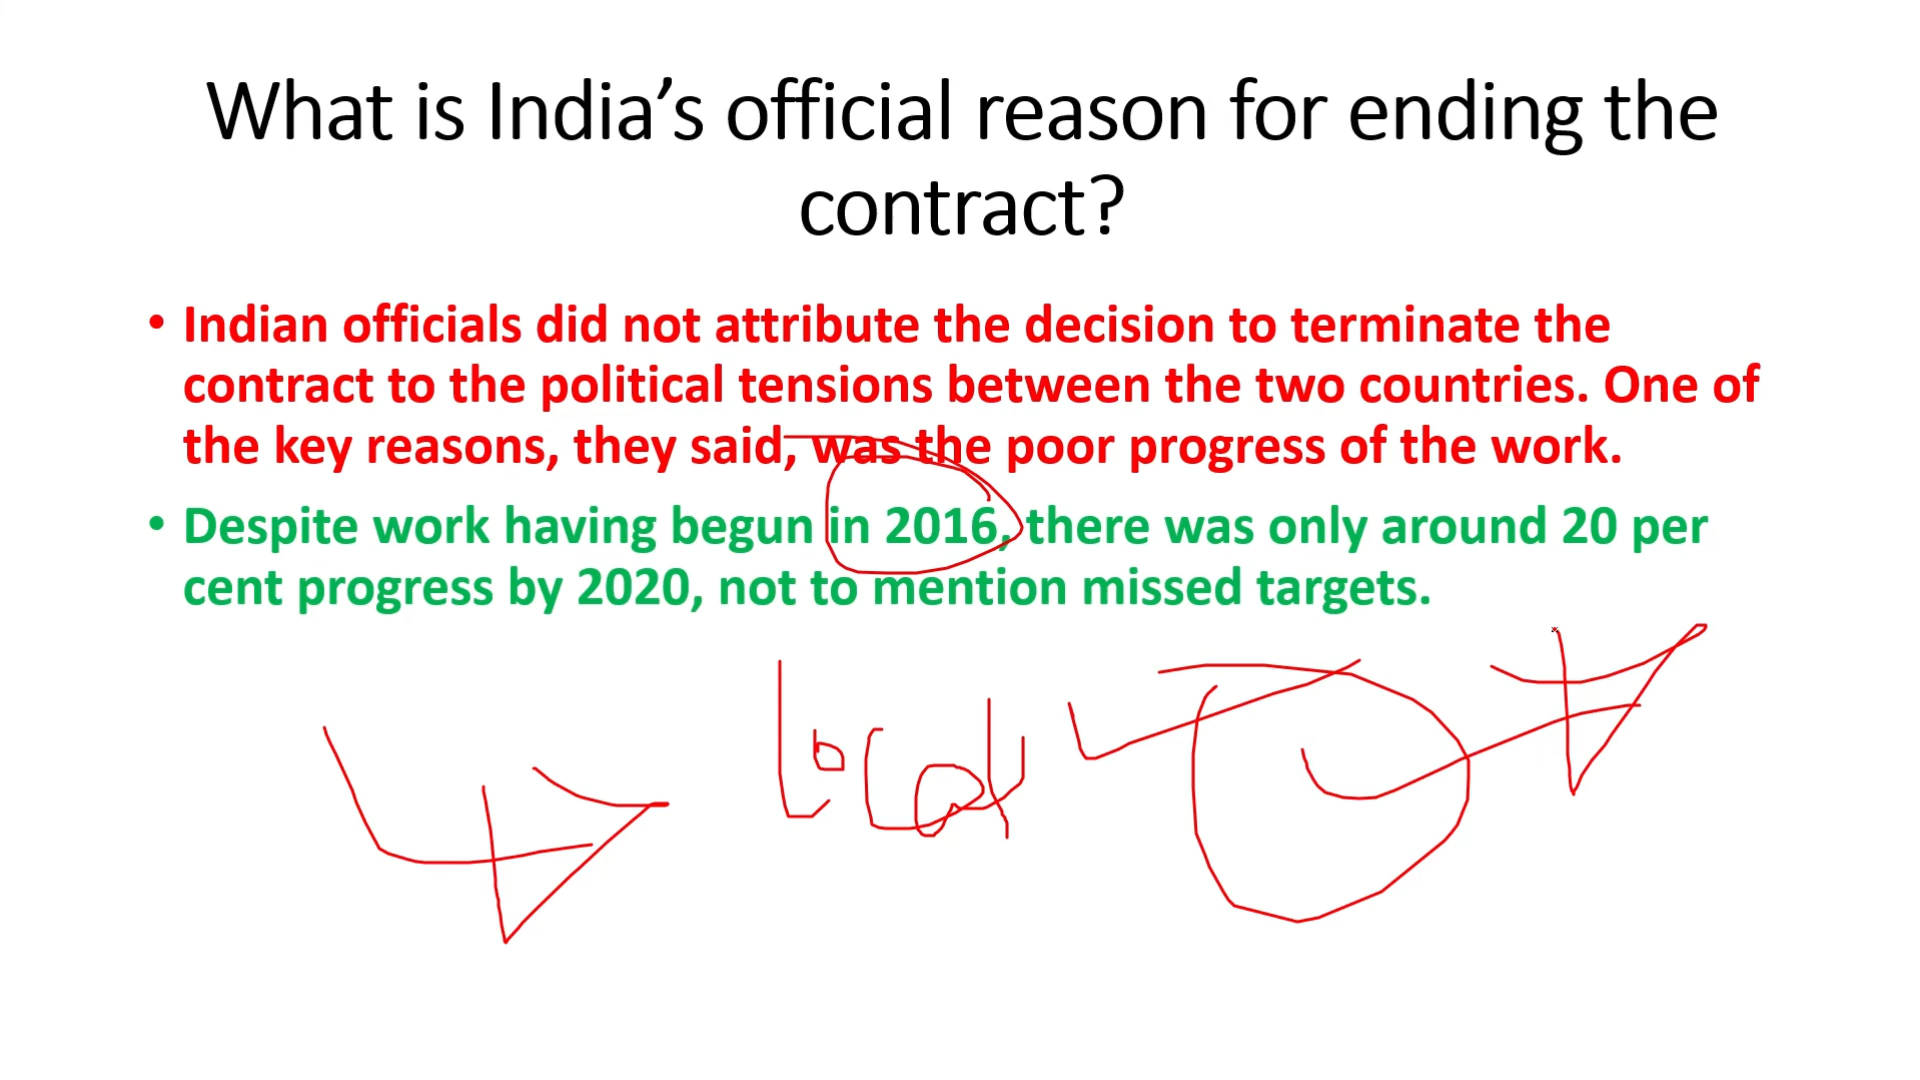 What is India’s official reason for ending the
contract?
• Indian officials did not attribute the decision to terminate the
contract to the political tensions between the two countries. One of
the key reasons, they said, was the poor progress of the work.
• Despite work having begun in 2016, there was only around 20 per
cent progress by 2020, not to mention missed targets.